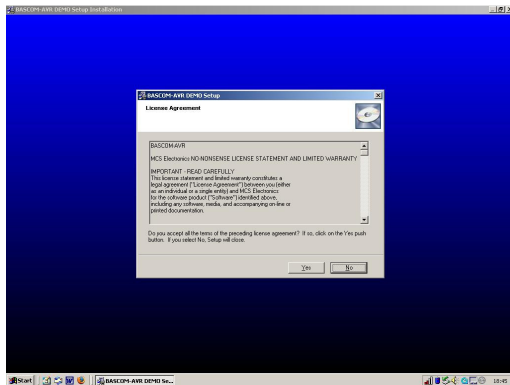 BASCOM-AVR DEMO Setup Installation
BASCOM-AVR DEMO Setup
License Agreement
BASCOM-AVR
MCS Electronics NO-NONSENSE LICENSE STATEMENT AND LIMITED WARRANTY
IMPORTANT - READ CAREFULLY
This license statement and limited warranty constitutes a
legal agreement ("License Agreement") between you (either
as an individual or a single entity) and MCS Electronics
for the software product ("Software") identified above,
including any software, media, and accompanying on-line or
printed documentation.
Do you accept all the terms of the preceding license agreement? If so, click on the Yes push
button. If you select No, Setup will close.
Yes
No
Start
BASCOM-AVR DEMO Se...
18:45